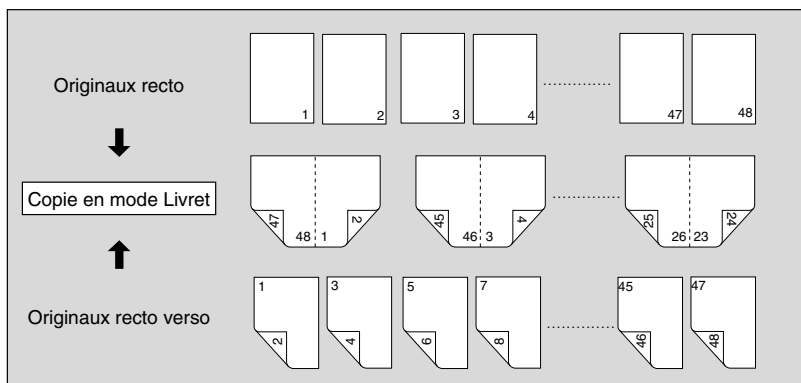 Originaux recto
1 2 3 4 47 48
Copie en mode Livret
47 48 1 2 45 46 3 4 25 26 23 24
1 3 5 7 45 47
Originaux recto verso
2 4 6 8 46 48